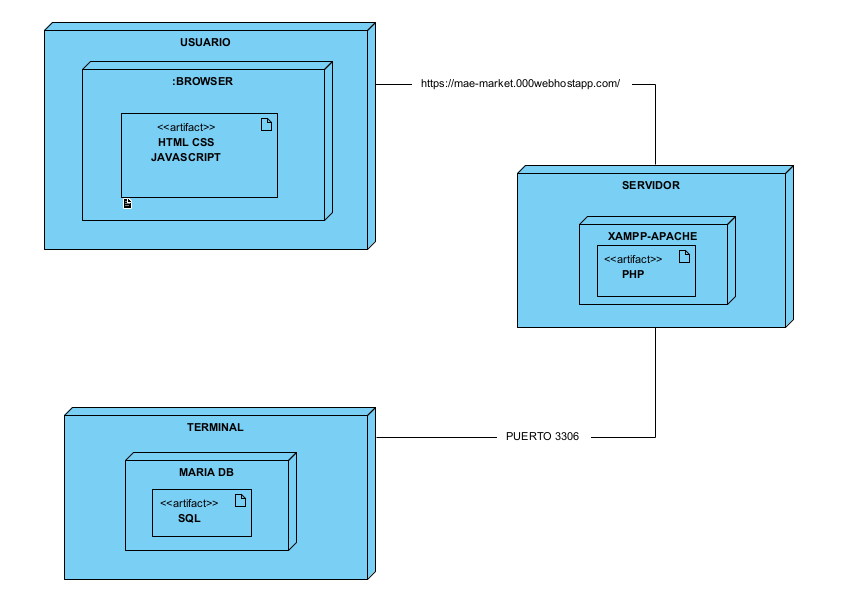 USUARIO
:BROWSER
<<artifact>>
HTML CSS
JAVASCRIPT
https://mae-market.000webhostapp.com/
SERVIDOR
XAMPP-APACHE
<<artifact>>
PHP
PUERTO 3306
TERMINAL
MARIA DB
<<artifact>>
SQL